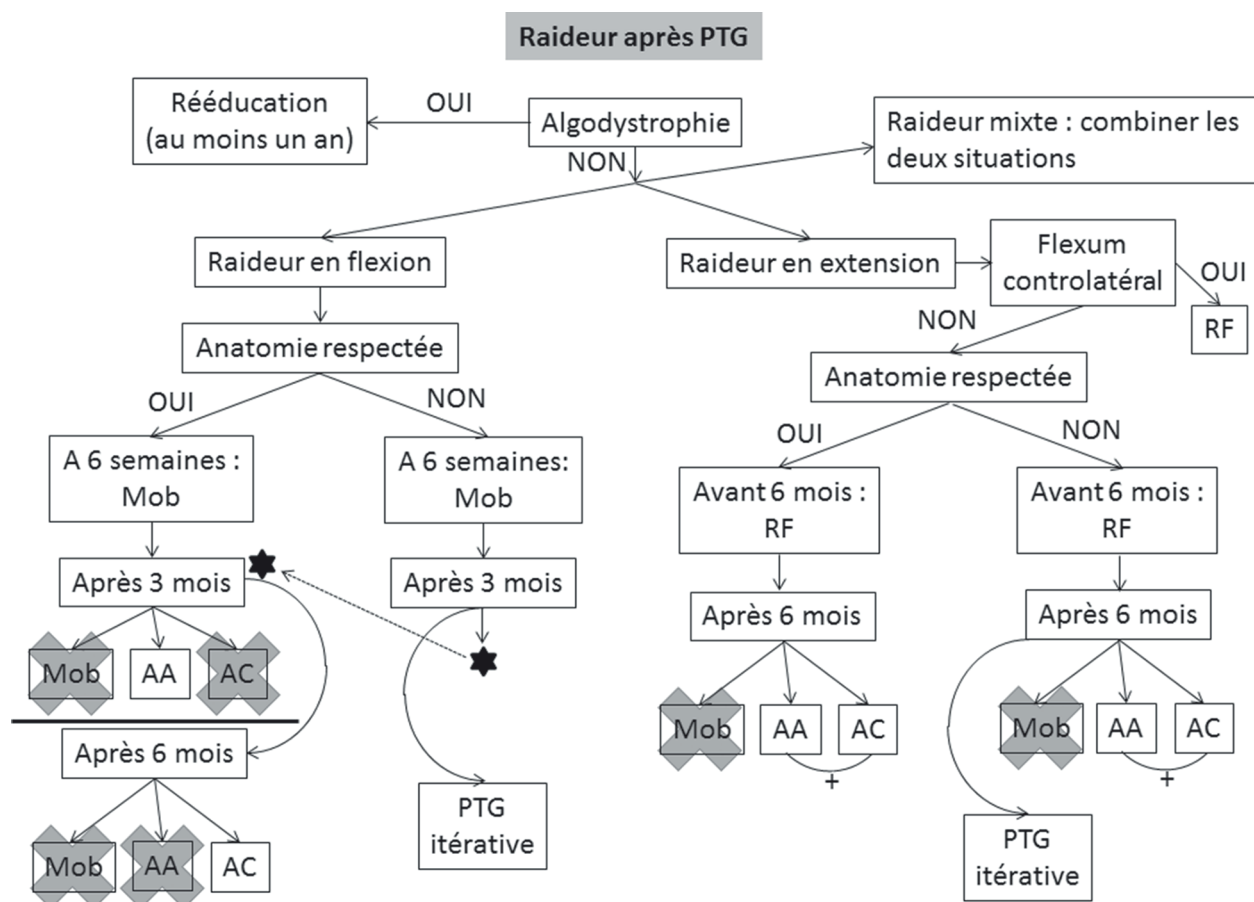 Raideur après PTG
Rééducation
(au moins un an)
OUI
Algodystrophie
NON
Raideur mixte : combiner les
deux situations
Raideur en flexion
Raideur en extension
Flexum
controlatéral
OUI
RF
NON
Anatomie respectée
OUI
NON
A 6 semaines :
Mob
A 6 semaines:
Mob
Après 3 mois
Après 3 mois
Mob
AA
AC
Après 6 mois
Mob
AA
AC
PTG
itérative
Anatomie respectée
OUI
NON
Avant 6 mois :
RF
Avant 6 mois :
RF
Après 6 mois
Après 6 mois
Mob
AA
AC
+
Mob
AA
AC
+
PTG
itérative